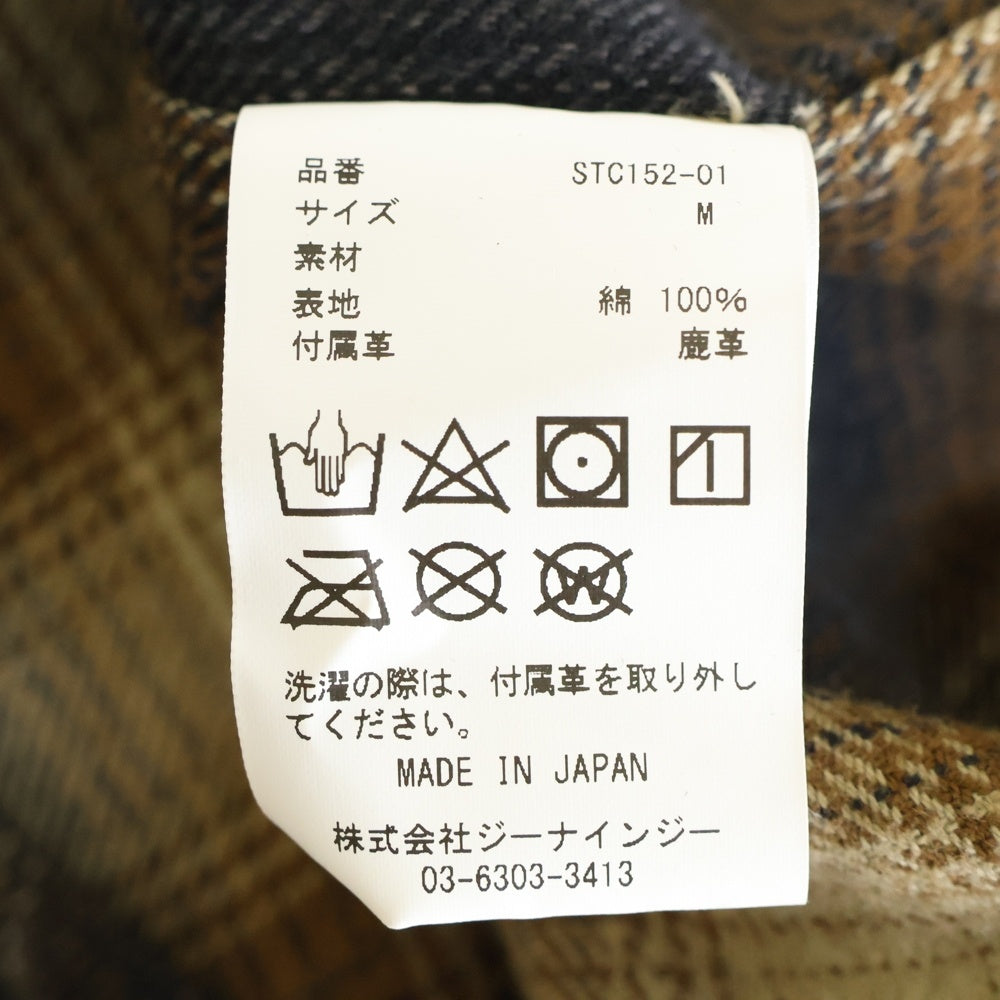 品番 STC152-01
サイズ M
素材
表地 綿 100%
付属革 鹿革
W
洗濯の際は、付属革を取り外し
てください。
MADE IN JAPAN
株式会社ジーナインジー
03-6303-3413